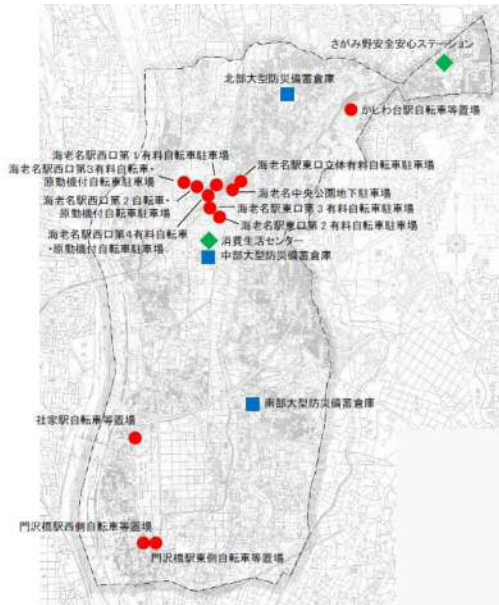 さがみ野安全安心ステーション
北部大型防災備蓄倉庫
かしわ台駅自転車等置場
海老名駅西口第1有料自転車駐車場
海老名駅西口第3有料自転車・
原動機付自転車駐車場
海老名駅東口立体有料自転車駐車場
海老名駅西口第2自転車・
原動機付自転車駐車場
海老名中央公園地下駐車場
海老名駅東口第3有料自転車駐車場
海老名駅西口第4有料自転車
・原動機付自転車駐車場
海老名駅東口第2有料自転車駐車場
消費生活センター
中部大型防災備蓄倉庫
南部大型防災備蓄倉庫
社家駅自転車等置場
門沢橋駅西側自転車等置場
門沢橋駅東側自転車等置場